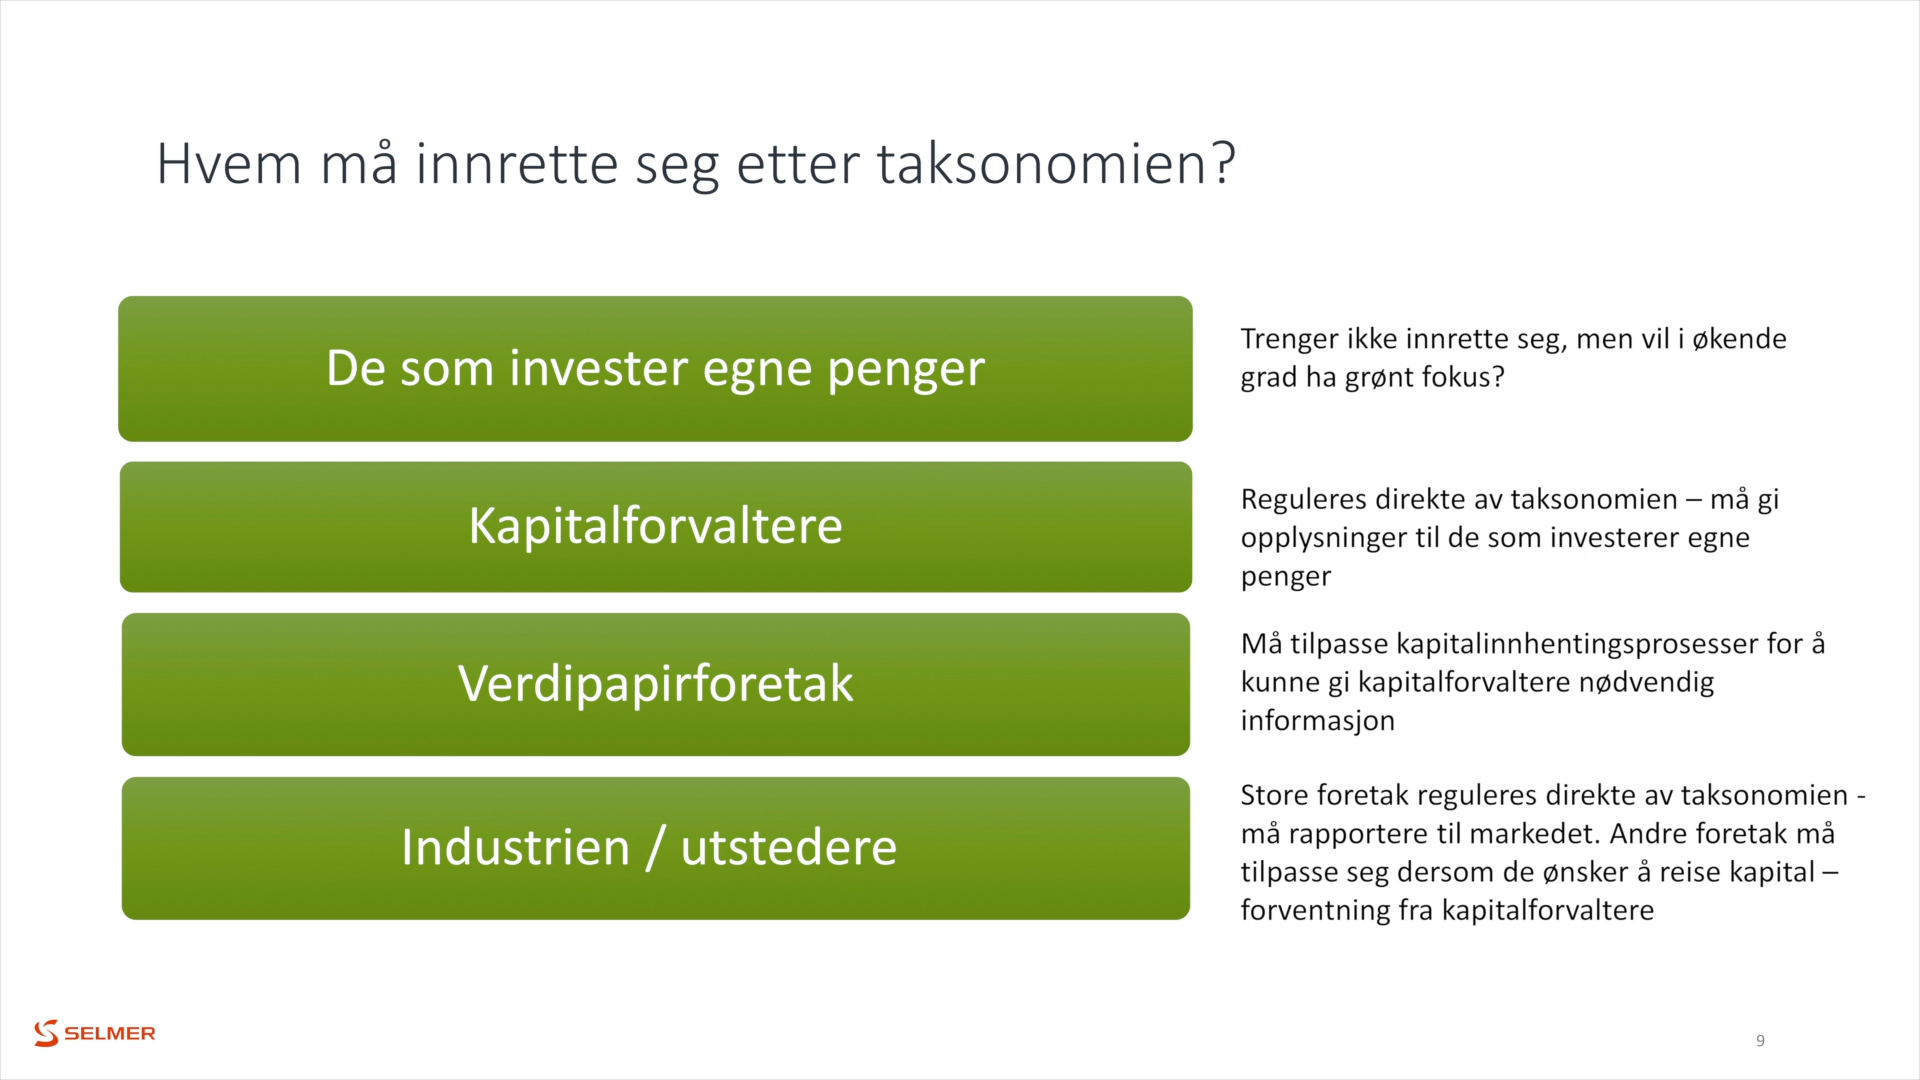 Hvem må innrette seg etter taksonomien?
De som invester egne penger
Trenger ikke innrette seg, men vil i økende
grad ha grønt fokus?
Kapitalforvaltere
Reguleres direkte av taksonomien – må gi
opplysninger til de som investerer egne
penger
Verdipapirforetak
Må tilpasse kapitalinnhentingsprosesser for å
kunne gi kapitalforvaltere nødvendig
informasjon
Industrien / utstedere
Store foretak reguleres direkte av taksonomien -
må rapportere til markedet. Andre foretak må
tilpasse seg dersom de ønsker å reise kapital –
forventning fra kapitalforvaltere
SELMER
9